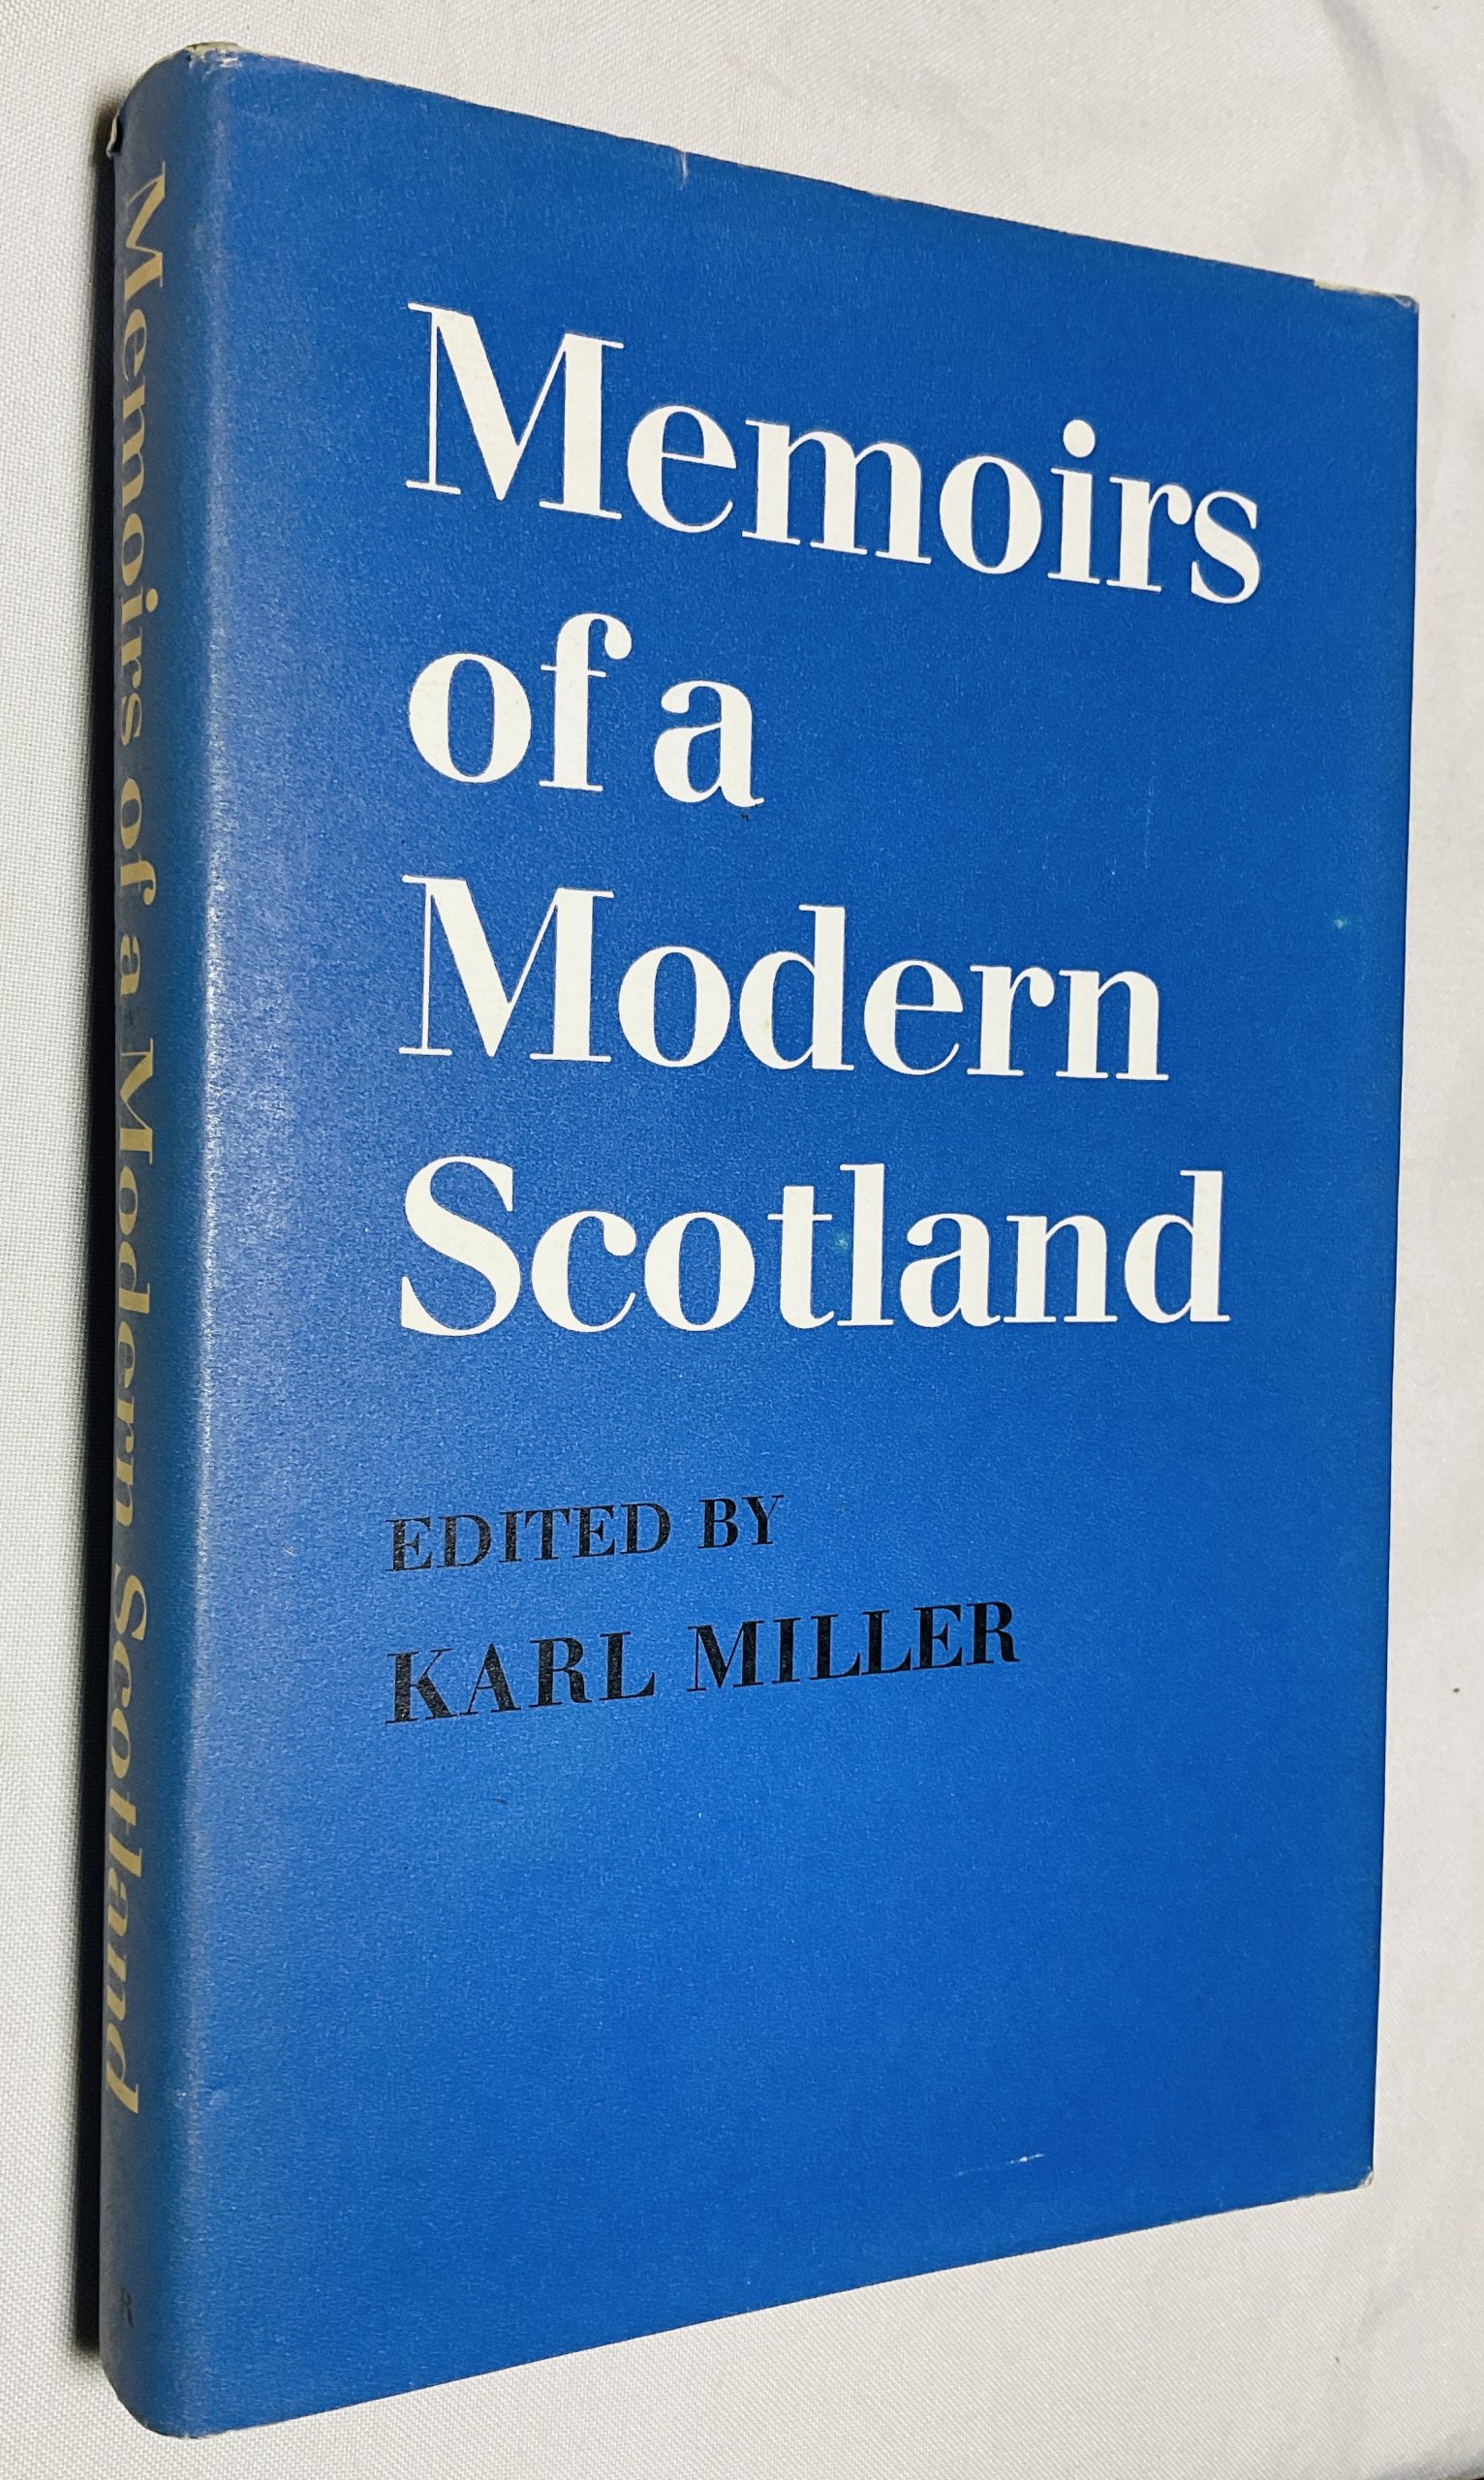 Memoirs
of a
Modern
Scotland
EDITED BY
KARL MILLER
Memoirs of a Modern Scotland